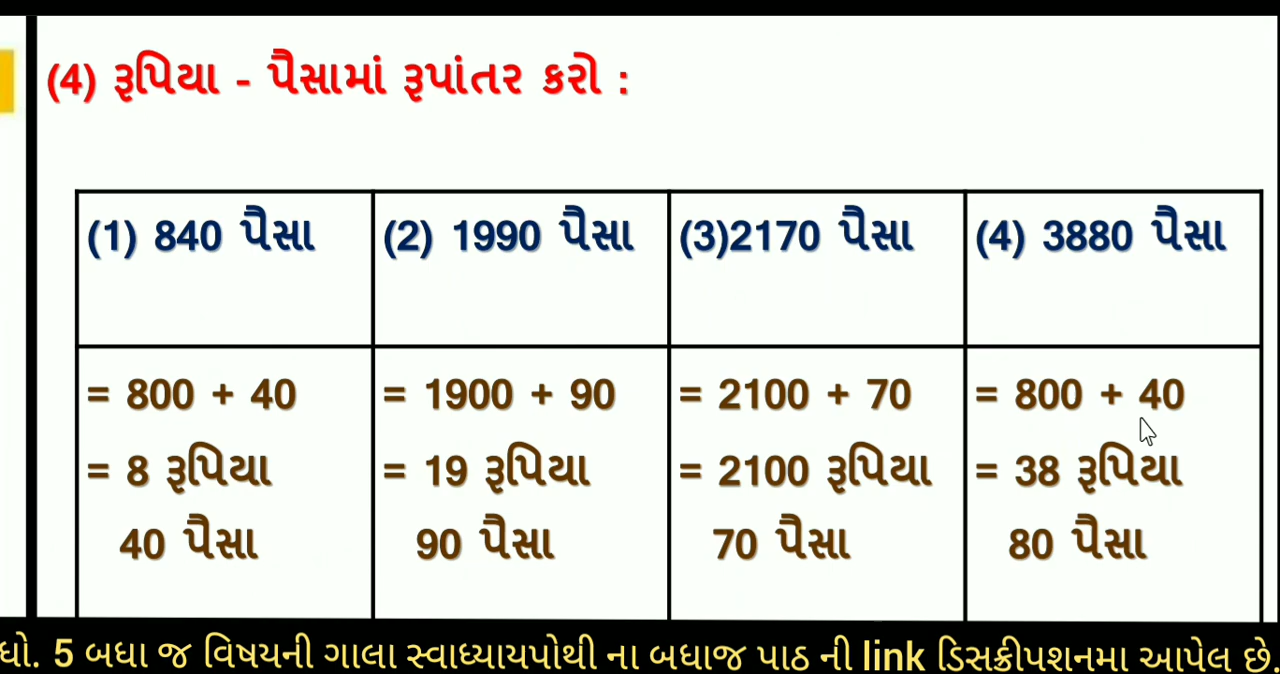 (4) રૂપિયા - પૈસામાં રૂપાંતર કરો :
(1) 840 પૈસા
(2) 1990 પૈસા
(3)2170 પૈસા
(4) 3880 પૈસા
= 800 + 40
= 8 રૂપિયા
40 પૈસા
= 1900 + 90
= 19 રૂપિયા
90 પૈસા
= 2100 + 70
= 2100 રૂપિયા
70 પૈસા
= 800 + 40
= 38 રૂપિયા
80 પૈસા
ધો. 5 બધા જ વિષયની ગાલા સ્વાધ્યાયપોથી ના બધાજ પાઠ ની link ડિસક્રીપશનમા આપેલ છે.